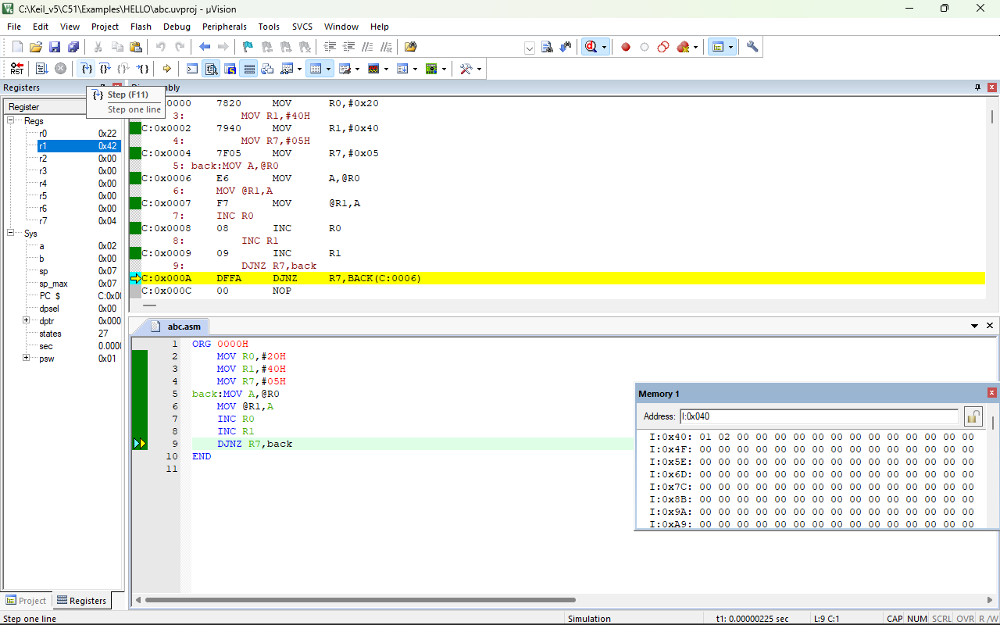 C:\Keil_v5\C51\Examples\HELLO\abc.uvproj - µVision
File Edit View Project Flash Debug Peripherals Tools SVCS Window Help
RST
Registers
Register
Regs
r0 0x22
r1 0x42
r2 0x00
r3 0x00
r4 0x00
r5 0x00
r6 0x00
r7 0x04
Sys
a 0x02
b 0x00
sp 0x07
sp_max 0x07
PC $ C:0x00
dpsel 0x00
dptr 0x000
states 27
sec 0.0000
psw 0x01
Project Registers
Step (F11)
Step one line
0000 7820 MOV R0,#0x20
3: MOV R1,#40H
C:0x0002 7940 MOV R1,#0x40
4: MOV R7,#05H
C:0x0004 7F05 MOV R7,#0x05
5: back:MOV A,@R0
C:0x0006 E6 MOV A,@R0
6: MOV @R1,A
C:0x0007 F7 MOV @R1,A
7: INC R0
C:0x0008 08 INC R0
8: INC R1
C:0x0009 09 INC R1
9: DJNZ R7,back
C:0x000A DFFA DJNZ R7,BACK(C:0006)
C:0x000C 00 NOP
abc.asm
1 ORG 0000H
2 MOV R0,#20H
3 MOV R1,#40H
4 MOV R7,#05H
5 back:MOV A,@R0
6 MOV @R1,A
7 INC R0
8 INC R1
9 DJNZ R7,back
10 END
11
Memory 1
Address: I:0x040
I:0x40: 01 02 00 00 00 00 00 00 00 00 00 00 00 00 00
I:0x4F: 00 00 00 00 00 00 00 00 00 00 00 00 00 00 00
I:0x5E: 00 00 00 00 00 00 00 00 00 00 00 00 00 00 00
I:0x6D: 00 00 00 00 00 00 00 00 00 00 00 00 00 00 00
I:0x7C: 00 00 00 00 00 00 00 00 00 00 00 00 00 00 00
I:0x8B: 00 00 00 00 00 00 00 00 00 00 00 00 00 00 00
I:0x9A: 00 00 00 00 00 00 00 00 00 00 00 00 00 00 00
I:0xA9: 00 00 00 00 00 00 00 00 00 00 00 00 00 00 00
Step one line Simulation t1: 0.00000225 sec L:9 C:1 CAP NUM SCRL OVR R/W